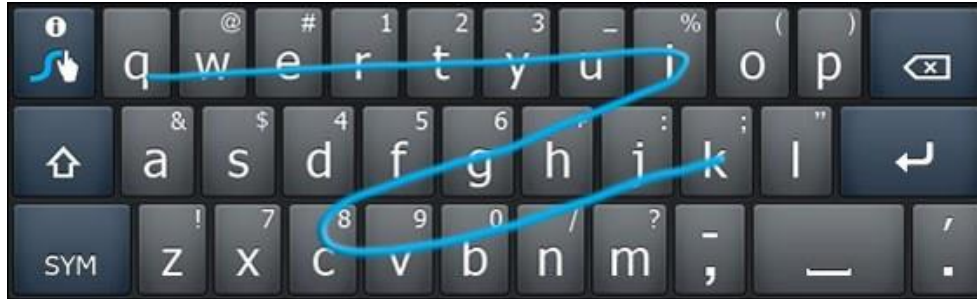 i @ # 1 2 3 _ % ( )
q w e r t y u i o p
& $ 4 5 6 : ; "
a s d f g h j k l
! 7 8 9 0 / ? - ,
SYM z x c v b n m , .